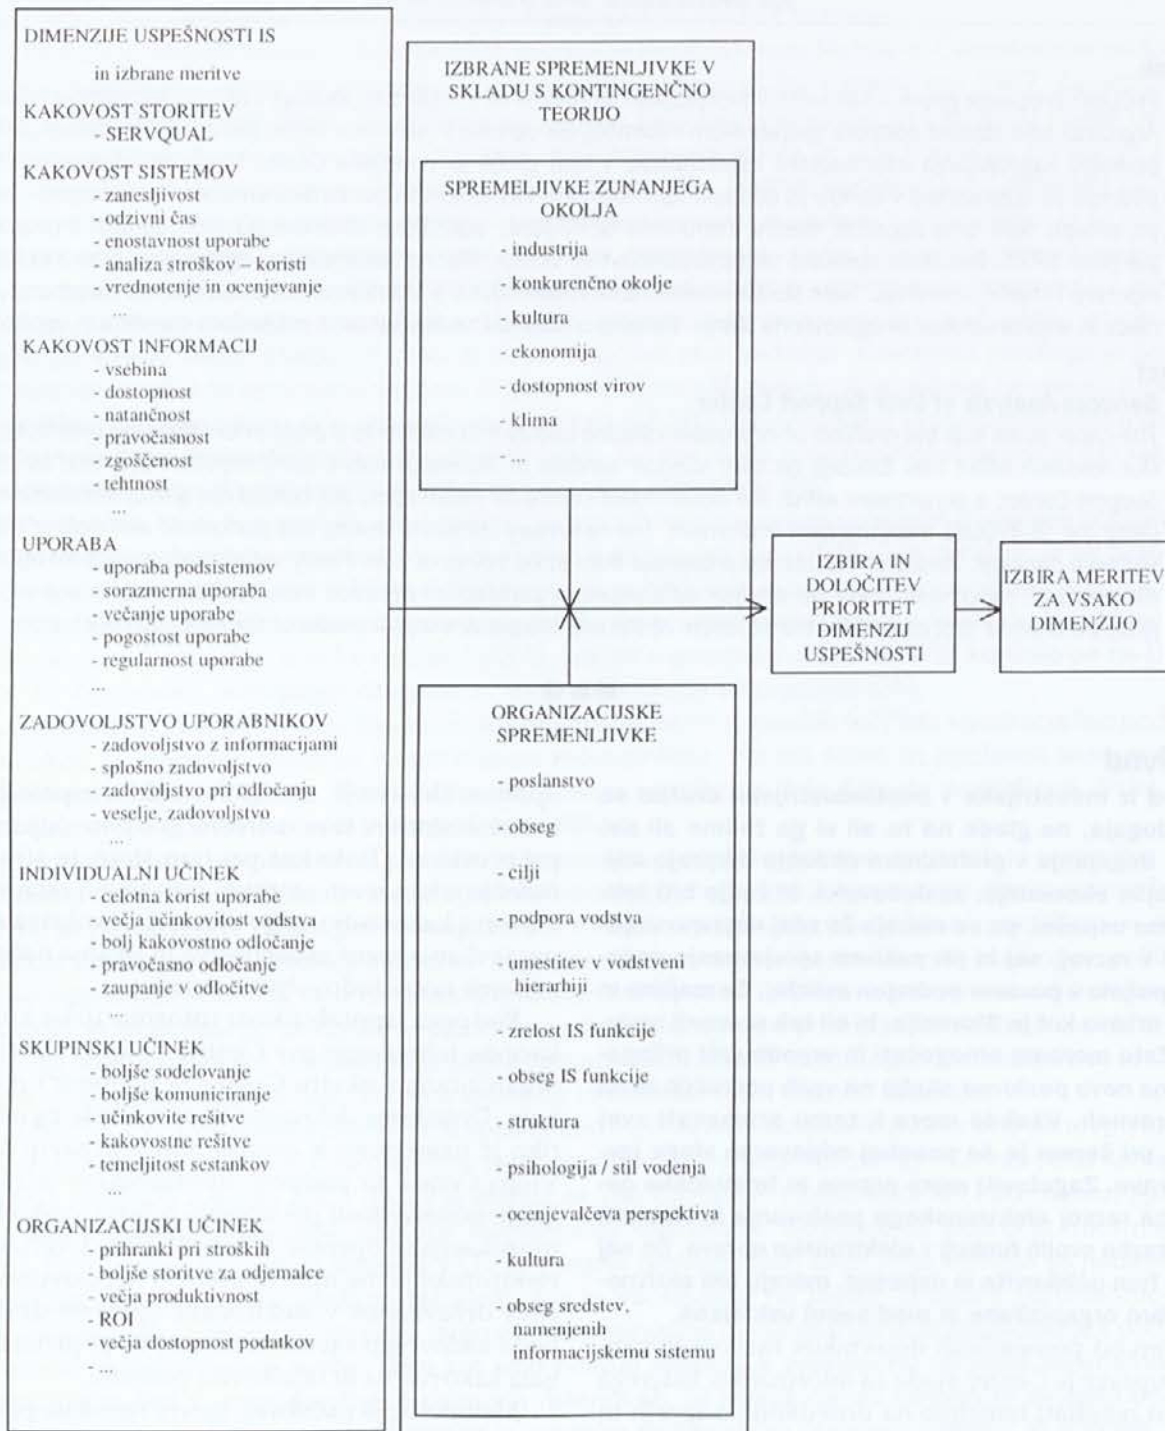 DIMENZIJE USPEŠNOSTI IS
in izbrane meritve
KAKOVOST STORITEV
- SERVQUAL
KAKOVOST SISTEMOV
- zanesljivost
- odzivni čas
- enostavnost uporabe
- analiza stroškov – koristi
- vrednotenje in ocenjevanje
...
KAKOVOST INFORMACIJ
- vsebina
- dostopnost
- natančnost
- pravočasnost
- zgoščenost
- tehtnost
...
UPORABA
- uporaba podsistemov
- sorazmerna uporaba
- večanje uporabe
- pogostost uporabe
- regularnost uporabe
...
ZADOVOLJSTVO UPORABNIKOV
- zadovoljstvo z informacijami
- splošno zadovoljstvo
- zadovoljstvo pri odločanju
- veselje, zadovoljstvo
...
INDIVIDUALNI UČINEK
- celotna korist uporabe
- večja učinkovitost vodstva
- bolj kakovostno odločanje
- pravočasno odločanje
- zaupanje v odločitve
...
SKUPINSKI UČINEK
- boljše sodelovanje
- boljše komuniciranje
- učinkovite rešitve
- kakovostne rešitve
- temeljitost sestankov
...
ORGANIZACIJSKI UČINEK
- prihranki pri stroških
- boljše storitve za odjemalce
- večja produktivnost
- ROI
- večja dostopnost podatkov
- ...
IZBRANE SPREMENLJIVKE V
SKLADU S KONTINGENČNO
TEORIJO
SPREMELJIVKE ZUNANJEGA
OKOLJA
- industrija
- konkurenčno okolje
- kultura
- ekonomija
- dostopnost virov
- klima
- ...
ORGANIZACIJSKE
SPREMENLJIVKE
- poslanstvo
- obseg
- cilji
- podpora vodstva
- umestitev v vodstveni
hierarhiji
- zrelost IS funkcije
- obseg IS funkcije
- struktura
- psihologija / stil vodenja
- ocenjevalčeva perspektiva
- kultura
- obseg sredstev,
namenjenih
informacijskemu sistemu
IZBIRA IN
DOLOČITEV
PRIORITET
DIMENZIJ
USPEŠNOSTI
IZBIRA MERITEV
ZA VSAKO
DIMENZIJO